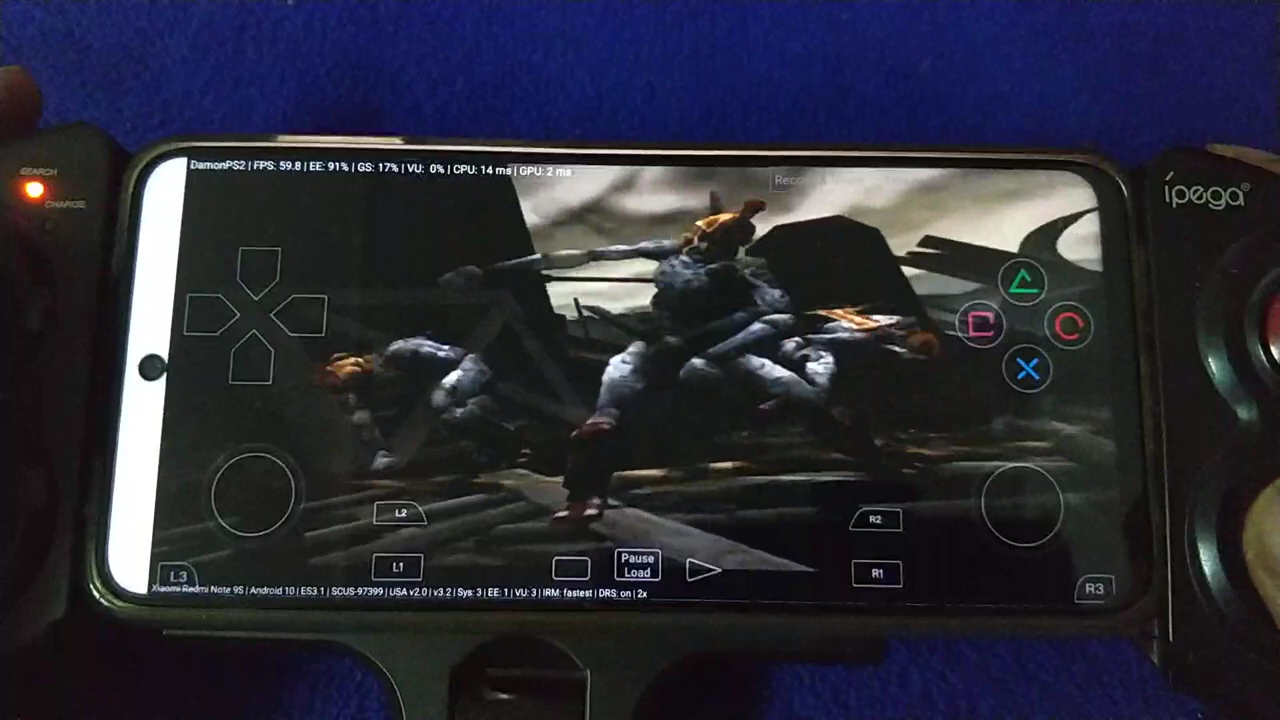 SEARCH
CHARGE
ipega®
DamonPS2 | FPS: 59.8 | EE: 91% | GS: 17% | VU: 0% | CPU: 14 ms | GPU: 2 ms
L2
R2
L1
Pause
Load
R1
L3
R3
Xiaomi Redmi Note 9S | Android 10 | ES3.1 | SCUS-97399 | USA v2.0 | v3.2 | Sys: 3 | EE: 1 | VU: 3 | IRM: fastest | DRS: on | 2x